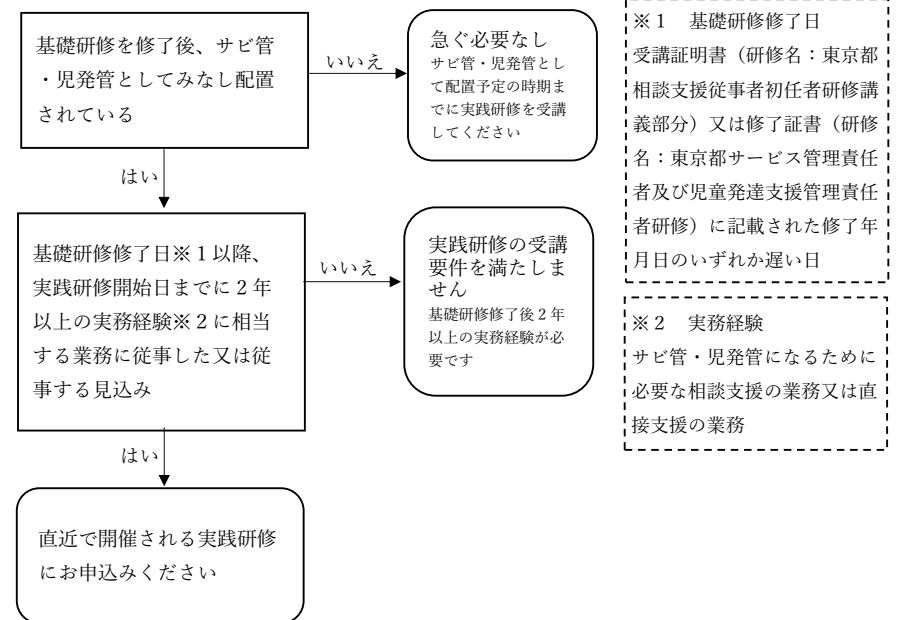 基礎研修を修了後、サビ管
・児発管としてみなし配置
されている
いいえ
急ぐ必要なし
サビ管・児発管とし
て配置予定の時期ま
でに実践研修を受講
してください
はい
基礎研修修了日※１以降、
実践研修開始日までに２年
以上の実務経験※２に相当
する業務に従事した又は従
事する見込み
いいえ
実践研修の受講
要件を満たしま
せん
基礎研修修了後２年
以上の実務経験が必
要です
はい
直近で開催される実践研修
にお申込みください
※１　基礎研修修了日
受講証明書（研修名：東京都
相談支援従事者初任者研修講
義部分）又は修了証書（研修
名：東京都サービス管理責任
者及び児童発達支援管理責任
者研修）に記載された修了年
月日のいずれか遅い日
※２　実務経験
サビ管・児発管になるために
必要な相談支援の業務又は直
接支援の業務